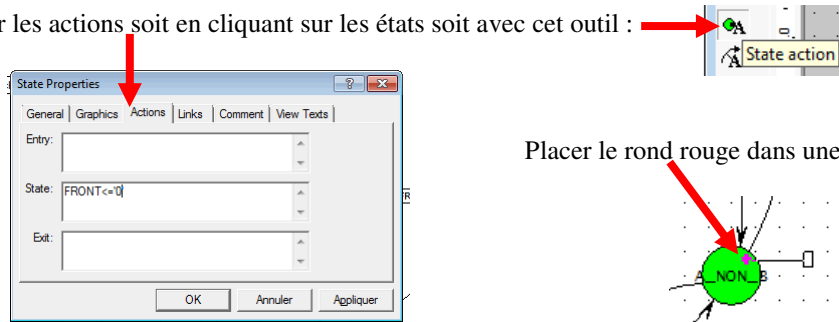 r les actions soit en cliquant sur les états soit avec cet outil :
A
A State action
State Properties
General Graphics Actions Links Comment View Texts
Entry:
State: FRONT<='0
Exit:
OK Annuler Appliquer
Placer le rond rouge dans une
A_NON_B